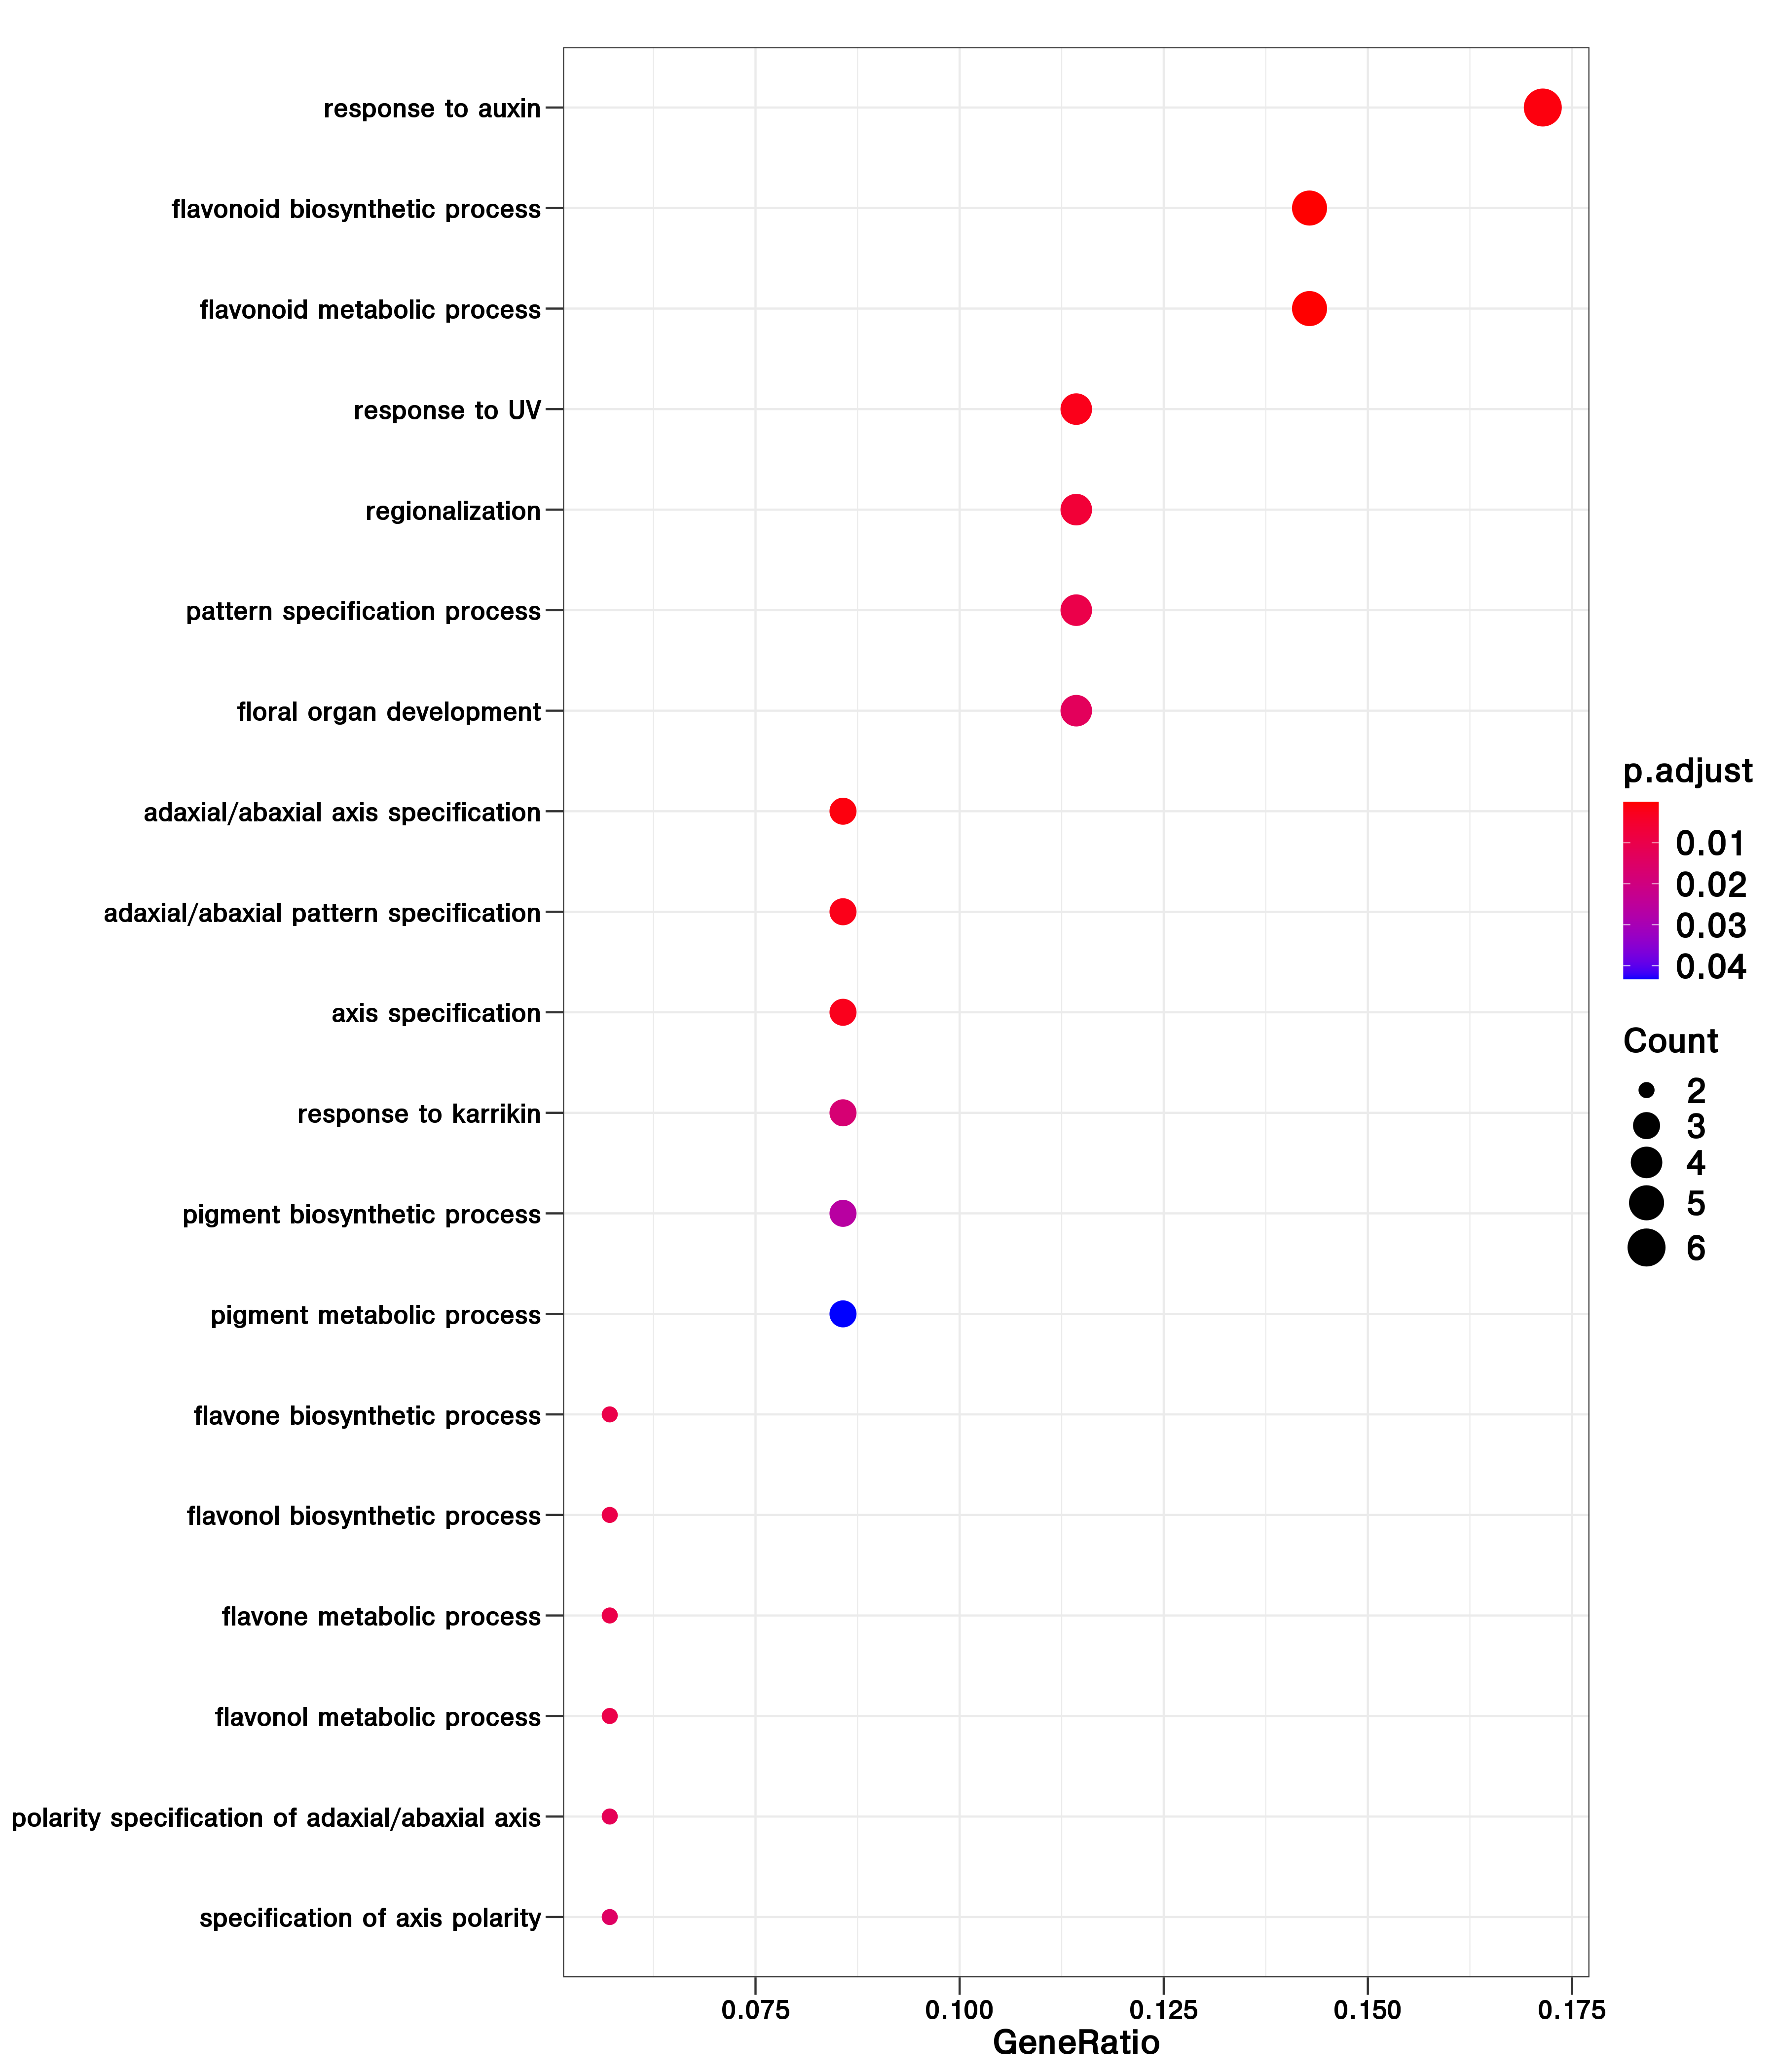 response to auxin
flavonoid biosynthetic process
flavonoid metabolic process
response to UV
regionalization
pattern specification process
floral organ development
adaxial/abaxial axis specification
adaxial/abaxial pattern specification
axis specification
response to karrikin
pigment biosynthetic process
pigment metabolic process
flavone biosynthetic process
flavonol biosynthetic process
flavone metabolic process
flavonol metabolic process
polarity specification of adaxial/abaxial axis
specification of axis polarity
0.075 0.100 0.125 0.150 0.175
GeneRatio
p.adjust
0.01
0.02
0.03
0.04
Count
2
3
4
5
6